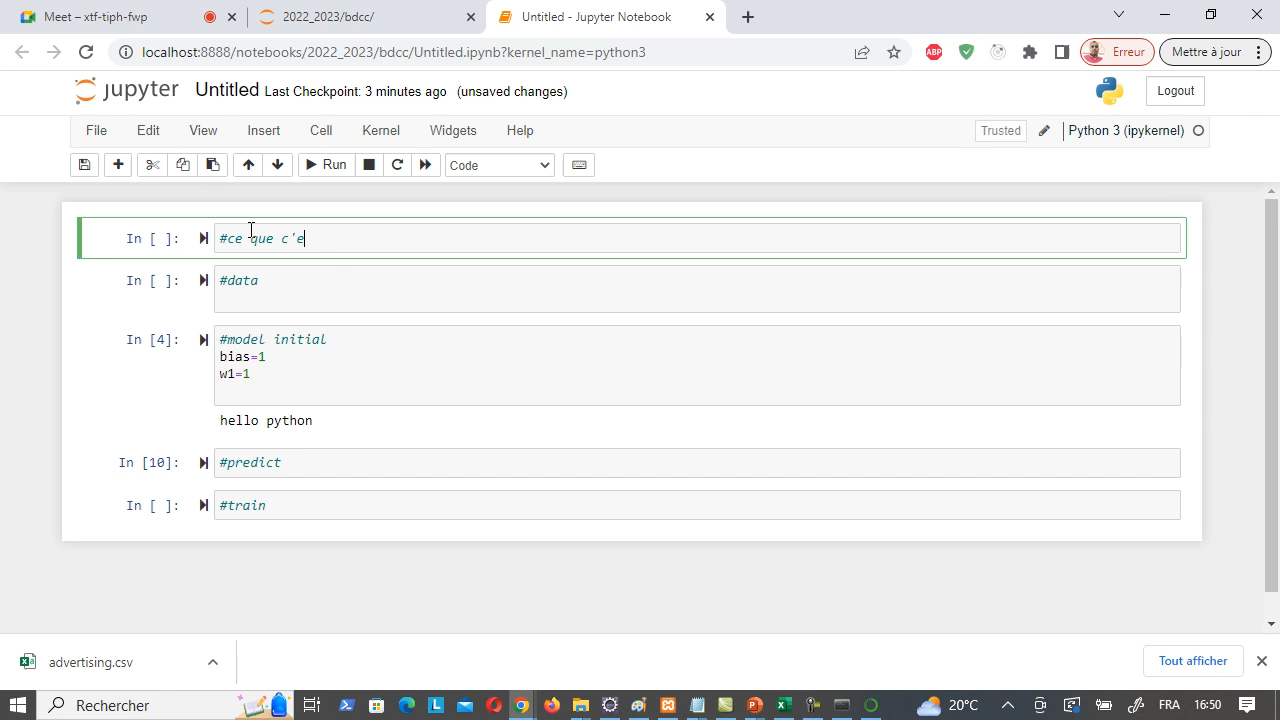 Meet – xtf-tiph-fwp
2022_2023/bdcc/
Untitled - Jupyter Notebook
localhost:8888/notebooks/2022_2023/bdcc/Untitled.ipynb?kernel_name=python3
ABP
Erreur
Mettre à jour
jupyter Untitled Last Checkpoint: 3 minutes ago (unsaved changes)
Logout
File Edit View Insert Cell Kernel Widgets Help
Trusted
Python 3 (ipykernel)
Run
Code
In [ ]: #ce que c'e
In [ ]: #data
In [4]: #model initial
bias=1
w1=1
hello python
In [10]: #predict
In [ ]: #train
advertising.csv
Tout afficher
Rechercher
20°C
FRA
16:50